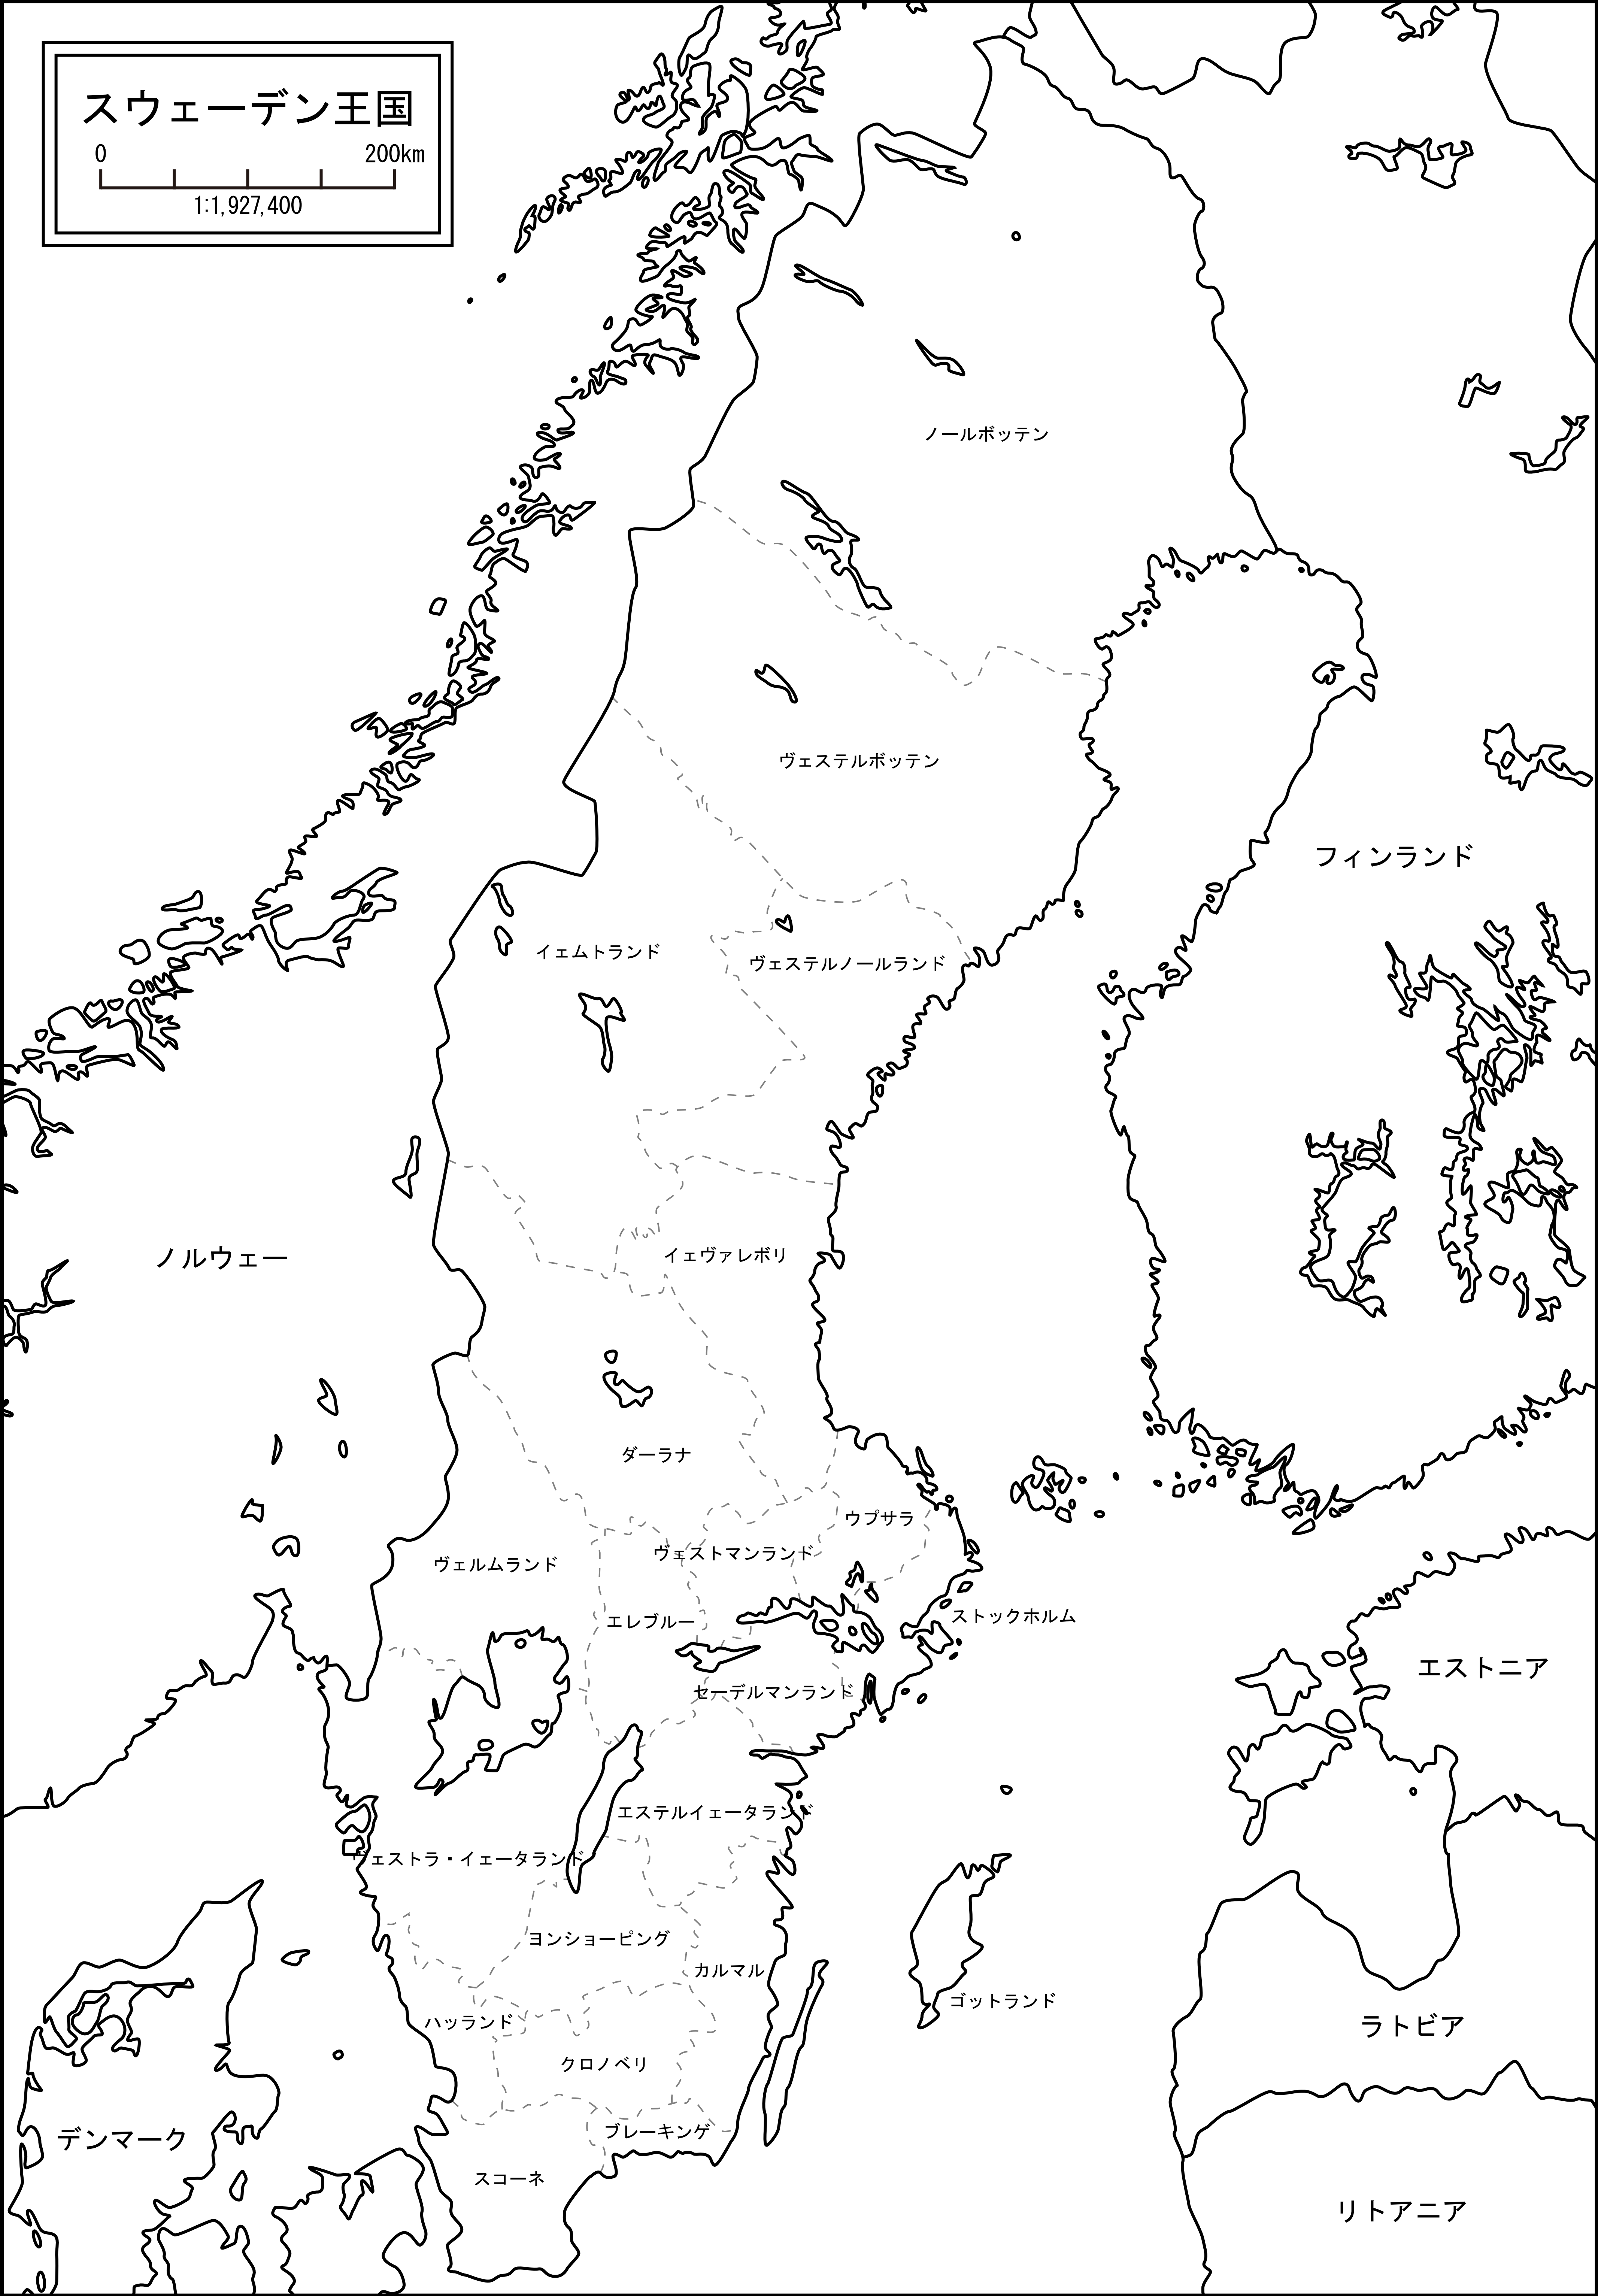 スウェーデン王国
0 200km
1:1,927,400
ノールボッテン
ヴェステルボッテン
フィンランド
イェムトランド
ヴェステルノールランド
ノルウェー
イェヴァレボリ
ダーラナ
ウプサラ
ヴェストマンランド
ヴェルムランド
エレブルー
ストックホルム
エストニア
セーデルマンランド
エステルイェータランド
ヴェストラ・イェータランド
ヨンショーピング
カルマル
ゴットランド
ハッランド
ラトビア
クロノベリ
デンマーク
ブレーキンゲ
スコーネ
リトアニア